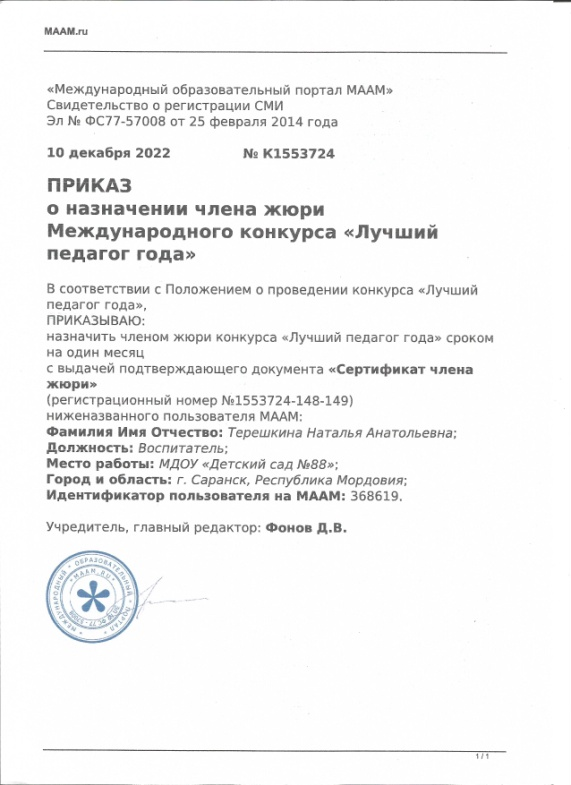 MAAM.ru
«Международный образовательный портал МААМ»
Свидетельство о регистрации СМИ
Эл № ФС77-57008 от 25 февраля 2014 года
10 декабря 2022 № К1553724
ПРИКАЗ
о назначении члена жюри
Международного конкурса «Лучший
педагог года»
В соответствии с Положением о проведении конкурса «Лучший
педагог года»,
ПРИКАЗЫВАЮ:
назначить членом жюри конкурса «Лучший педагог года» сроком
на один месяц
с выдачей подтверждающего документа «Сертификат члена
жюри»
(регистрационный номер №1553724-148-149)
ниженазванного пользователя МААМ:
Фамилия Имя Отчество: Терешкина Наталья Анатольевна;
Должность: Воспитатель;
Место работы: МДОУ «Детский сад №88»;
Город и область: г. Саранск, Республика Мордовия;
Идентификатор пользователя на МААМ: 368619.
Учредитель, главный редактор: Фонов Д.В.
МЕЖДУНАРОДНЫЙ • ОБРАЗОВАТЕЛЬНЫЙ • ПОРТАЛ •
MAAM.RU
1 / 1